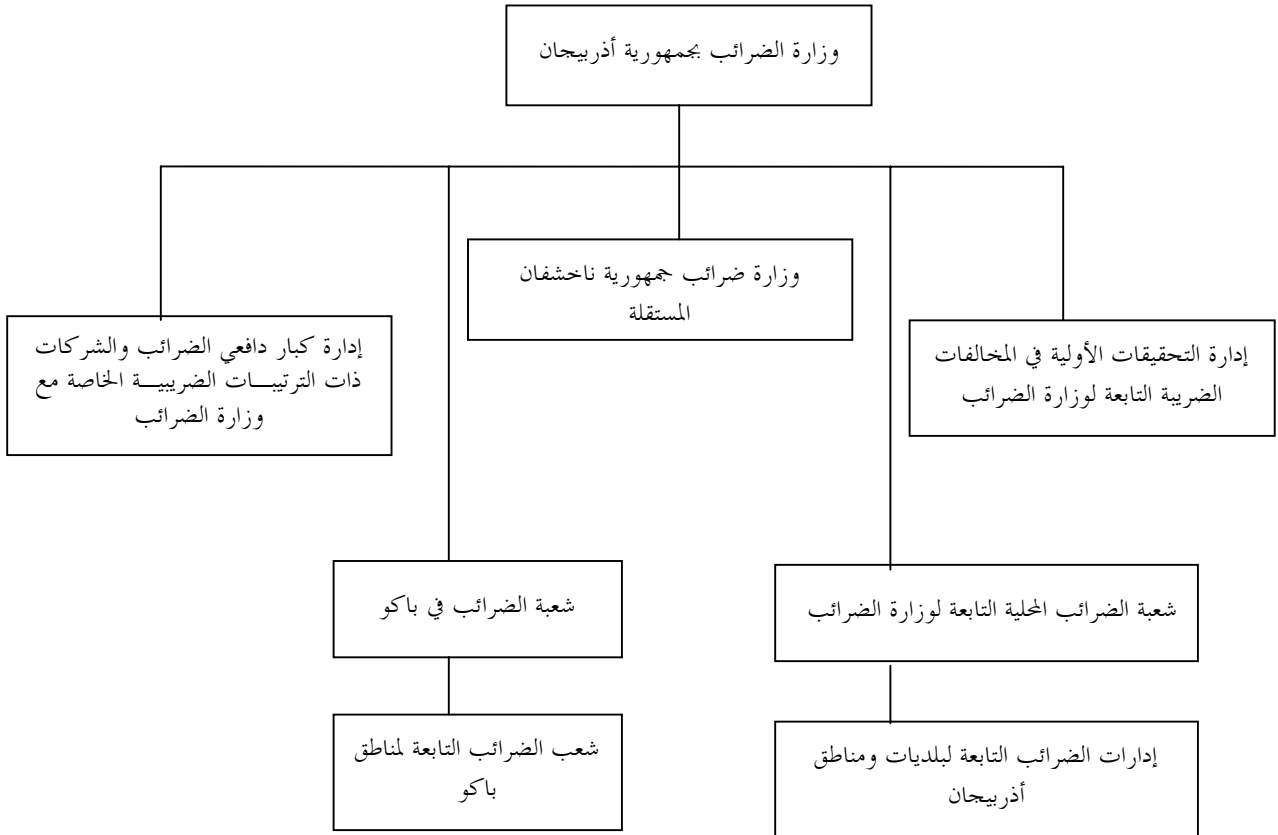 وزارة الضرائب بجمهورية أذربيجان
وزارة ضرائب جمهورية ناخشفان
المستقلة
إدارة التحقيقات الأولية في المخالفات
الضريبة التابعة لوزارة الضرائب
إدارة كبار دافعي الضرائب والشركات
ذات الترتيبـــات الضريبيـــة الخاصة مع
وزارة الضرائب
شعبة الضرائب المحلية التابعة لوزارة الضرائب
شعبة الضرائب في باكو
إدارات الضرائب التابعة لبلديات ومناطق
أذربيجان
شعب الضرائب التابعة لمناطق
باكو